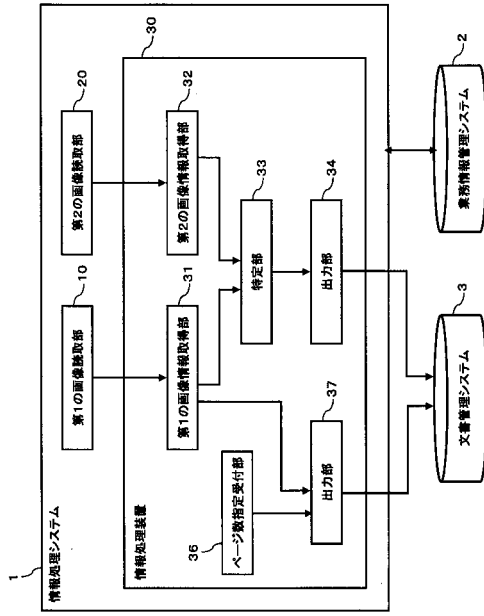 1
情報処理システム
10
第1の画像読取部
20
第2の画像読取部
30
情報処理装置
31
第1の画像情報取得部
32
第2の画像情報取得部
33
特定部
34
出力部
36
ページ数指定受付部
37
出力部
3
文書管理システム
2
業務情報管理システム